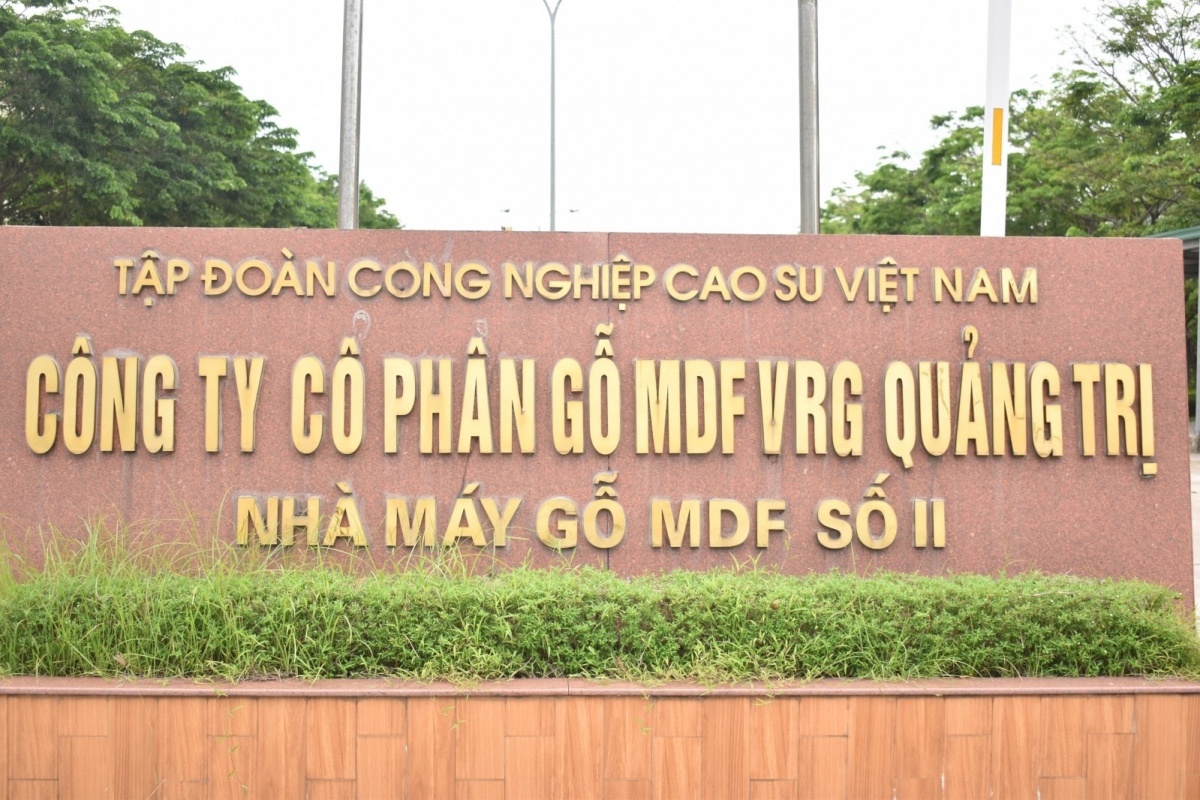 TẬP ĐOÀN CÔNG NGHIỆP CAO SU VIỆT NAM
CÔNG TY CỔ PHÂN GỖ MDF VRG QUẢNG TRỊ
NHÀ MÁY GỖ MDF SỐ II